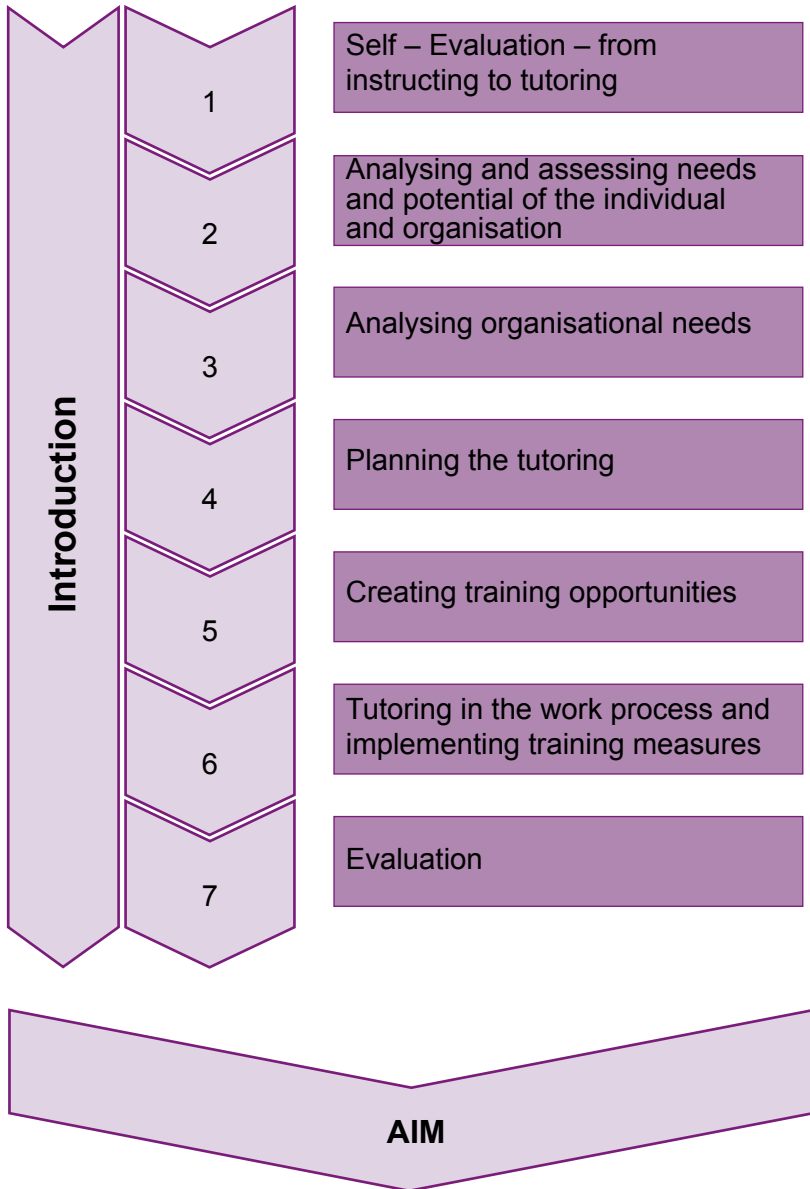 Introduction
1
Self – Evaluation – from
instructing to tutoring
2
Analysing and assessing needs
and potential of the individual
and organisation
3
Analysing organisational needs
4
Planning the tutoring
5
Creating training opportunities
6
Tutoring in the work process and
implementing training measures
7
Evaluation
AIM